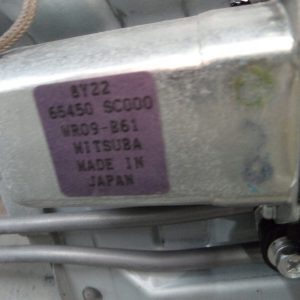 8Y22
65450 SC000
WR09-B61
MITSUBA
MADE IN
JAPAN